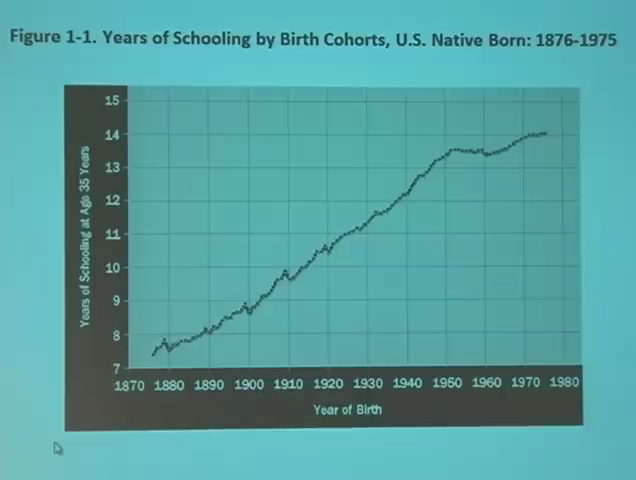 Figure 1-1. Years of Schooling by Birth Cohorts, U.S. Native Born: 1876-1975
Years of Schooling at Age 35 Years
15
14
13
12
11
10
9
8
7
1870 1880 1890 1900 1910 1920 1930 1940 1950 1960 1970 1980
Year of Birth